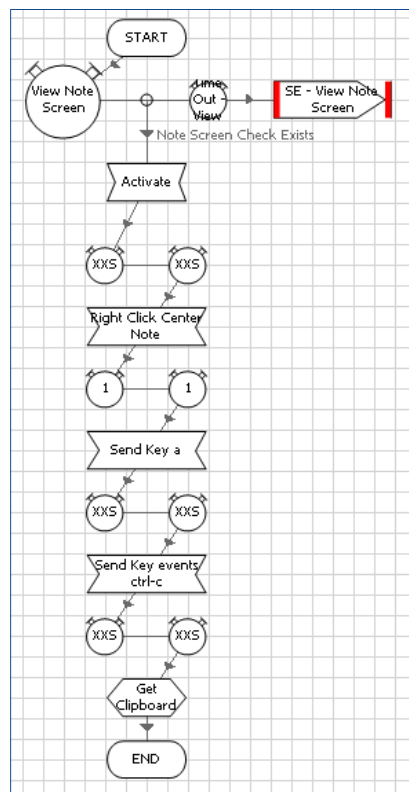 START
View Note
Screen
Time
Out -
View
SE - View Note
Screen
Note Screen Check Exists
Activate
XXS
XXS
Right Click Center
Note
1
1
Send Key a
XXS
XXS
Send Key events
ctrl-c
XXS
XXS
Get
Clipboard
END